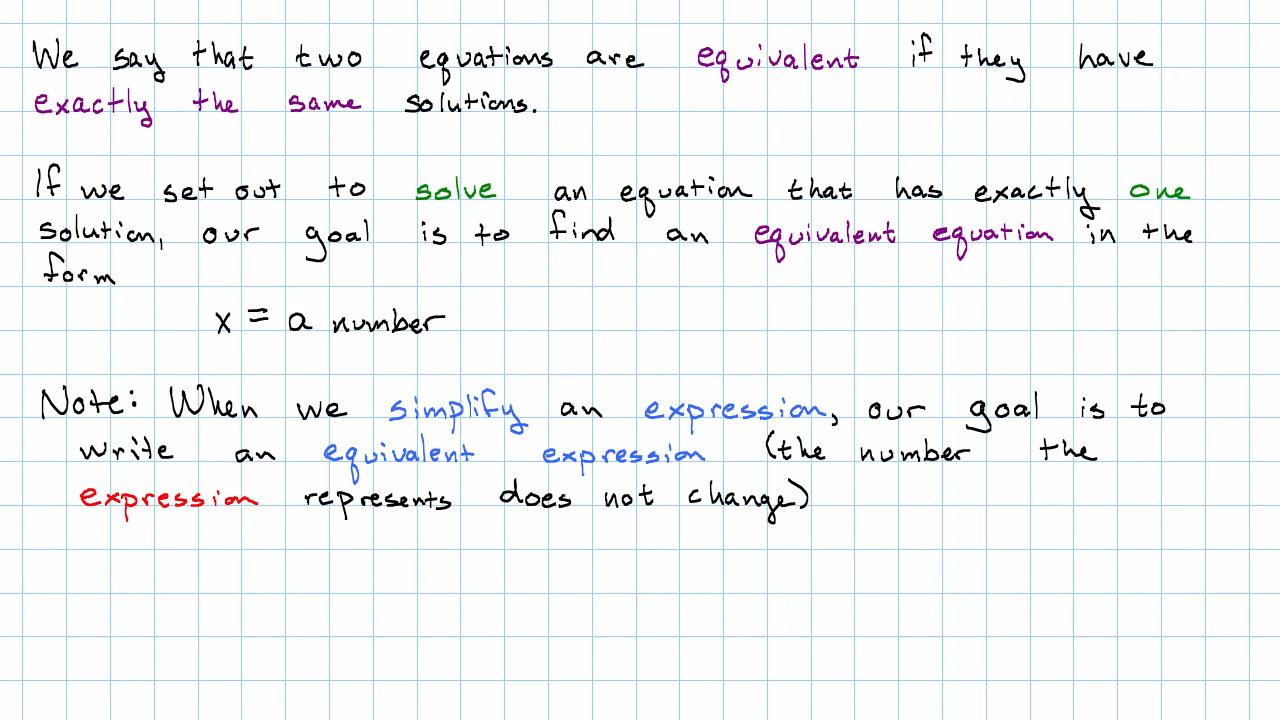 We say that two equations are equivalent if they have
exactly the same solutions.
If we set out to solve an equation that has exactly one
solution, our goal is to find an equivalent equation in the
form
x = a number
Note: When we simplify an expression, our goal is to
write an equivalent expression (the number the
expression represents does not change)